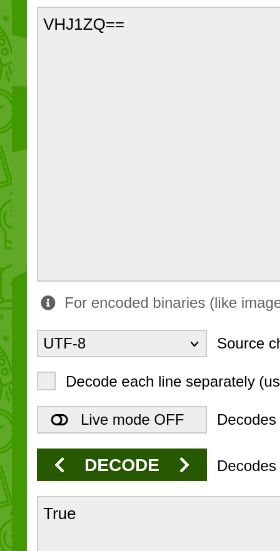 VHJ1ZQ==
For encoded binaries (like image
UTF-8
Source ch
Decode each line separately (us
Live mode OFF
Decodes
DECODE
Decodes
True